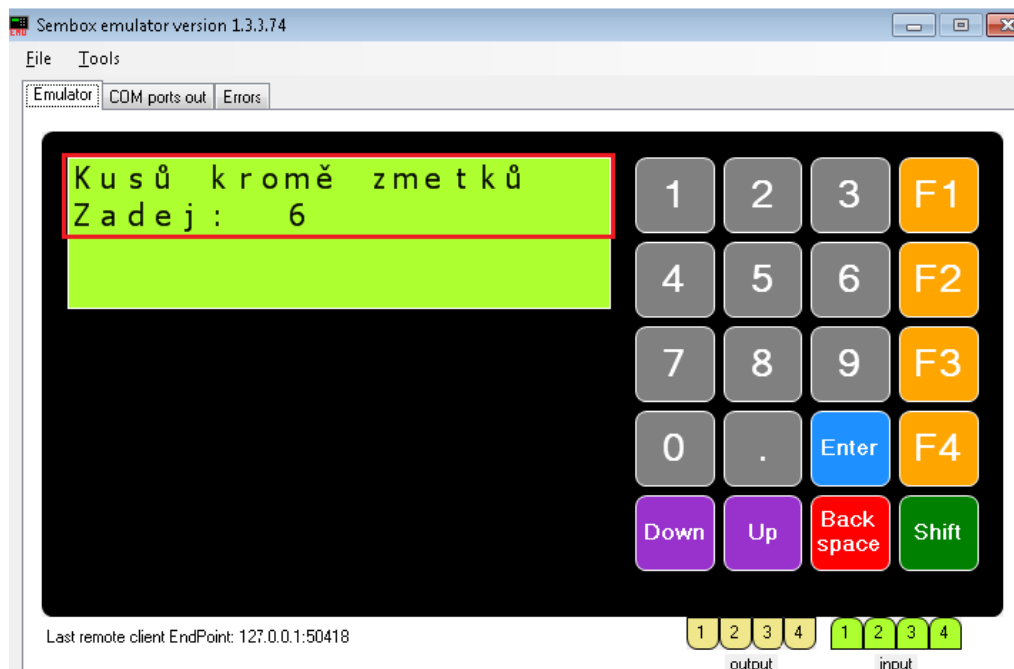 Sembox emulator version 1.3.3.74
File Tools
Emulator COM ports out Errors
Kusů kromě zmetků
Zadej: 6
1 2 3 F1
4 5 6 F2
7 8 9 F3
0 . Enter F4
Down Up Back space Shift
Last remote client EndPoint: 127.0.0.1:50418
1 2 3 4 1 2 3 4
output input